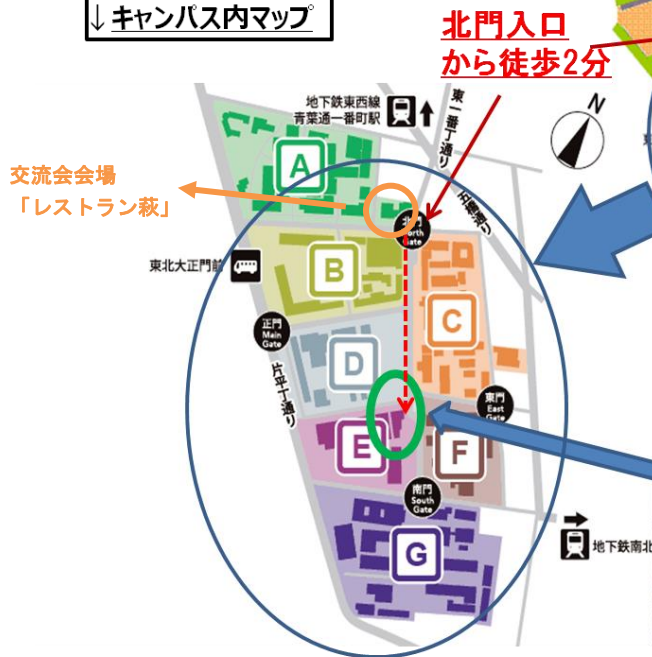 ↓キャンパス内マップ
北門入口
から徒歩2分
地下鉄東西線
青葉通一番町駅
東一番丁通り
N
五橋通り
交流会会場
「レストラン萩」
A
北門
North
Gate
東北大正門前
B
C
正門
Main
Gate
D
片平丁通り
東門
East
Gate
E
F
南門
South
Gate
G
地下鉄南北